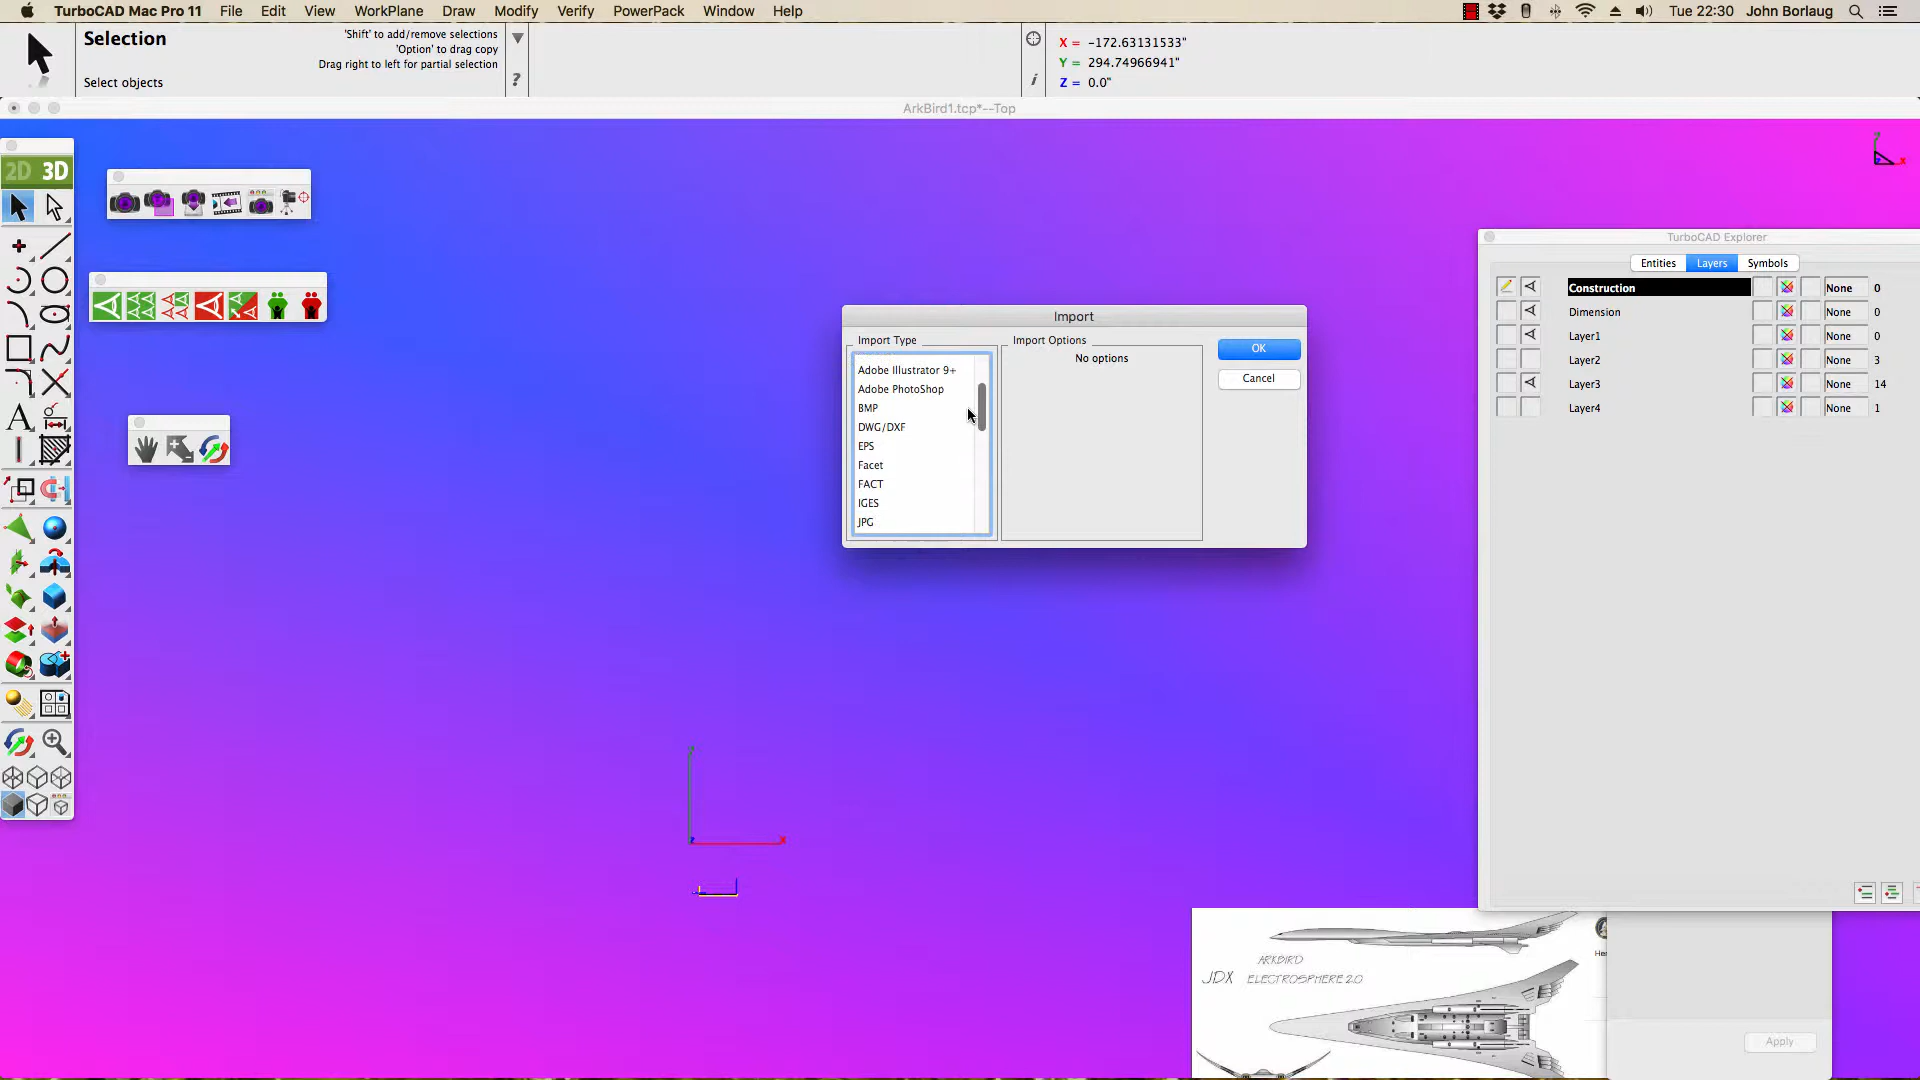 TurboCAD Mac Pro 11 File Edit View WorkPlane Draw Modify Verify PowerPack Window Help Tue 22:30 John Borlaug
Selection
'Shift' to add/remove selections
'Option' to drag copy
Drag right to left for partial selection
Select objects
?
i
X = -172.63131533"
Y = 294.74966941"
Z = 0.0"
ArkBird1.tcp*--Top
2D 3D
A
Import
Import Type
Adobe Illustrator 9+
Adobe PhotoShop
BMP
DWG/DXF
EPS
Facet
FACT
IGES
JPG
Import Options
No options
OK
Cancel
TurboCAD Explorer
Entities Layers Symbols
Construction None 0
Dimension None 0
Layer1 None 0
Layer2 None 3
Layer3 None 14
Layer4 None 1
x
x
ARKBIRD
JDX ELECTROSPHERE 2.0
Apply